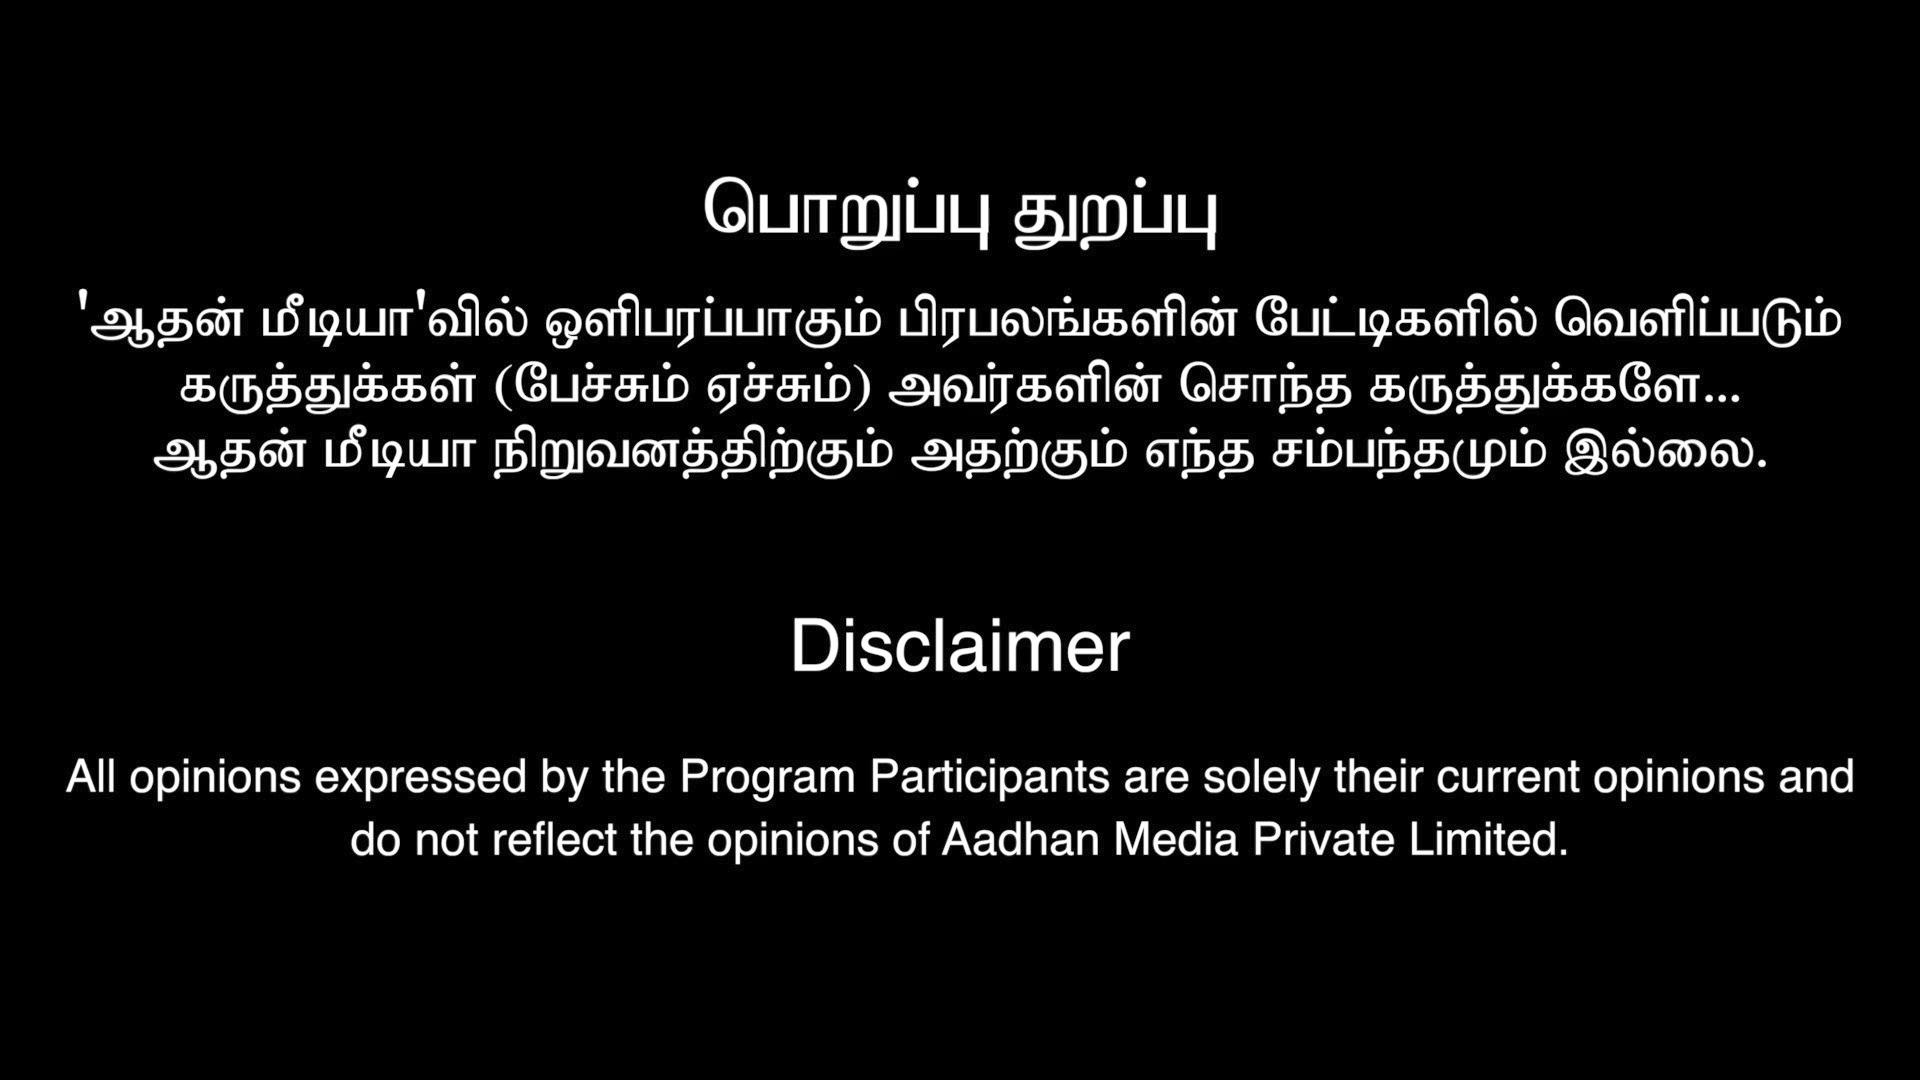 பொறுப்பு துறப்பு
'ஆதன் மீடியா'வில் ஒளிபரப்பாகும் பிரபலங்களின் பேட்டிகளில் வெளிப்படும்
கருத்துக்கள் (பேச்சும் ஏச்சும்) அவர்களின் சொந்த கருத்துக்களே...
ஆதன் மீடியா நிறுவனத்திற்கும் அதற்கும் எந்த சம்பந்தமும் இல்லை.
Disclaimer
All opinions expressed by the Program Participants are solely their current opinions and
do not reflect the opinions of Aadhan Media Private Limited.